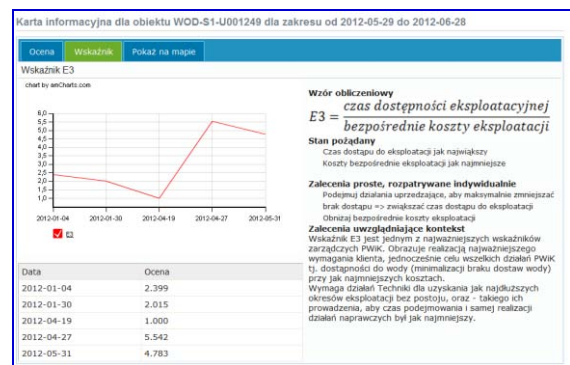 Karta informacyjna dla obiektu WOD-S1-U001249 dla zakresu od 2012-05-29 do 2012-06-28
Ocena Wskaźnik Pokaż na mapie
Wskaźnik E3
chart by amCharts.com
6,0
5,5
5,0
4,5
4,0
3,5
3,0
2,5
2,0
1,5
1,0
2012-01-04 2012-01-30 2012-04-19 2012-04-27 2012-05-31
E3
Data Ocena
2012-01-04 2.399
2012-01-30 2.015
2012-04-19 1.000
2012-04-27 5.542
2012-05-31 4.783
Wzór obliczeniowy
E3 = czas dostępności eksploatacyjnej / bezpośrednie koszty eksploatacji
Stan pożądany
Czas dostępu do eksploatacji jak największy
Koszty bezpośrednie eksploatacji jak najmniejsze
Zalecenia proste, rozpatrywane indywidualnie
Podejmuj działania uprzedzające, aby maksymalnie zmniejszać
brak dostępu => zwiększać czas dostępu do eksploatacji
Obniżaj bezpośrednie koszty eksploatacji
Zalecenia uwzględniające kontekst
Wskaźnik E3 jest jednym z najważniejszych wskaźników
zarządczych PWiK. Obrazuje realizację najważniejszego
wymagania klienta, jednocześnie celu wszelkich działań PWiK
tj. dostępności do wody (minimalizacji braku dostaw wody)
przy jak najmniejszych kosztach.
Wymaga działań Techniki dla uzyskania jak najdłuższych
okresów eksploatacji bez postoju, oraz - takiego ich
prowadzenia, aby czas podejmowania i samej realizacji
działań naprawczych był jak najmniejszy.